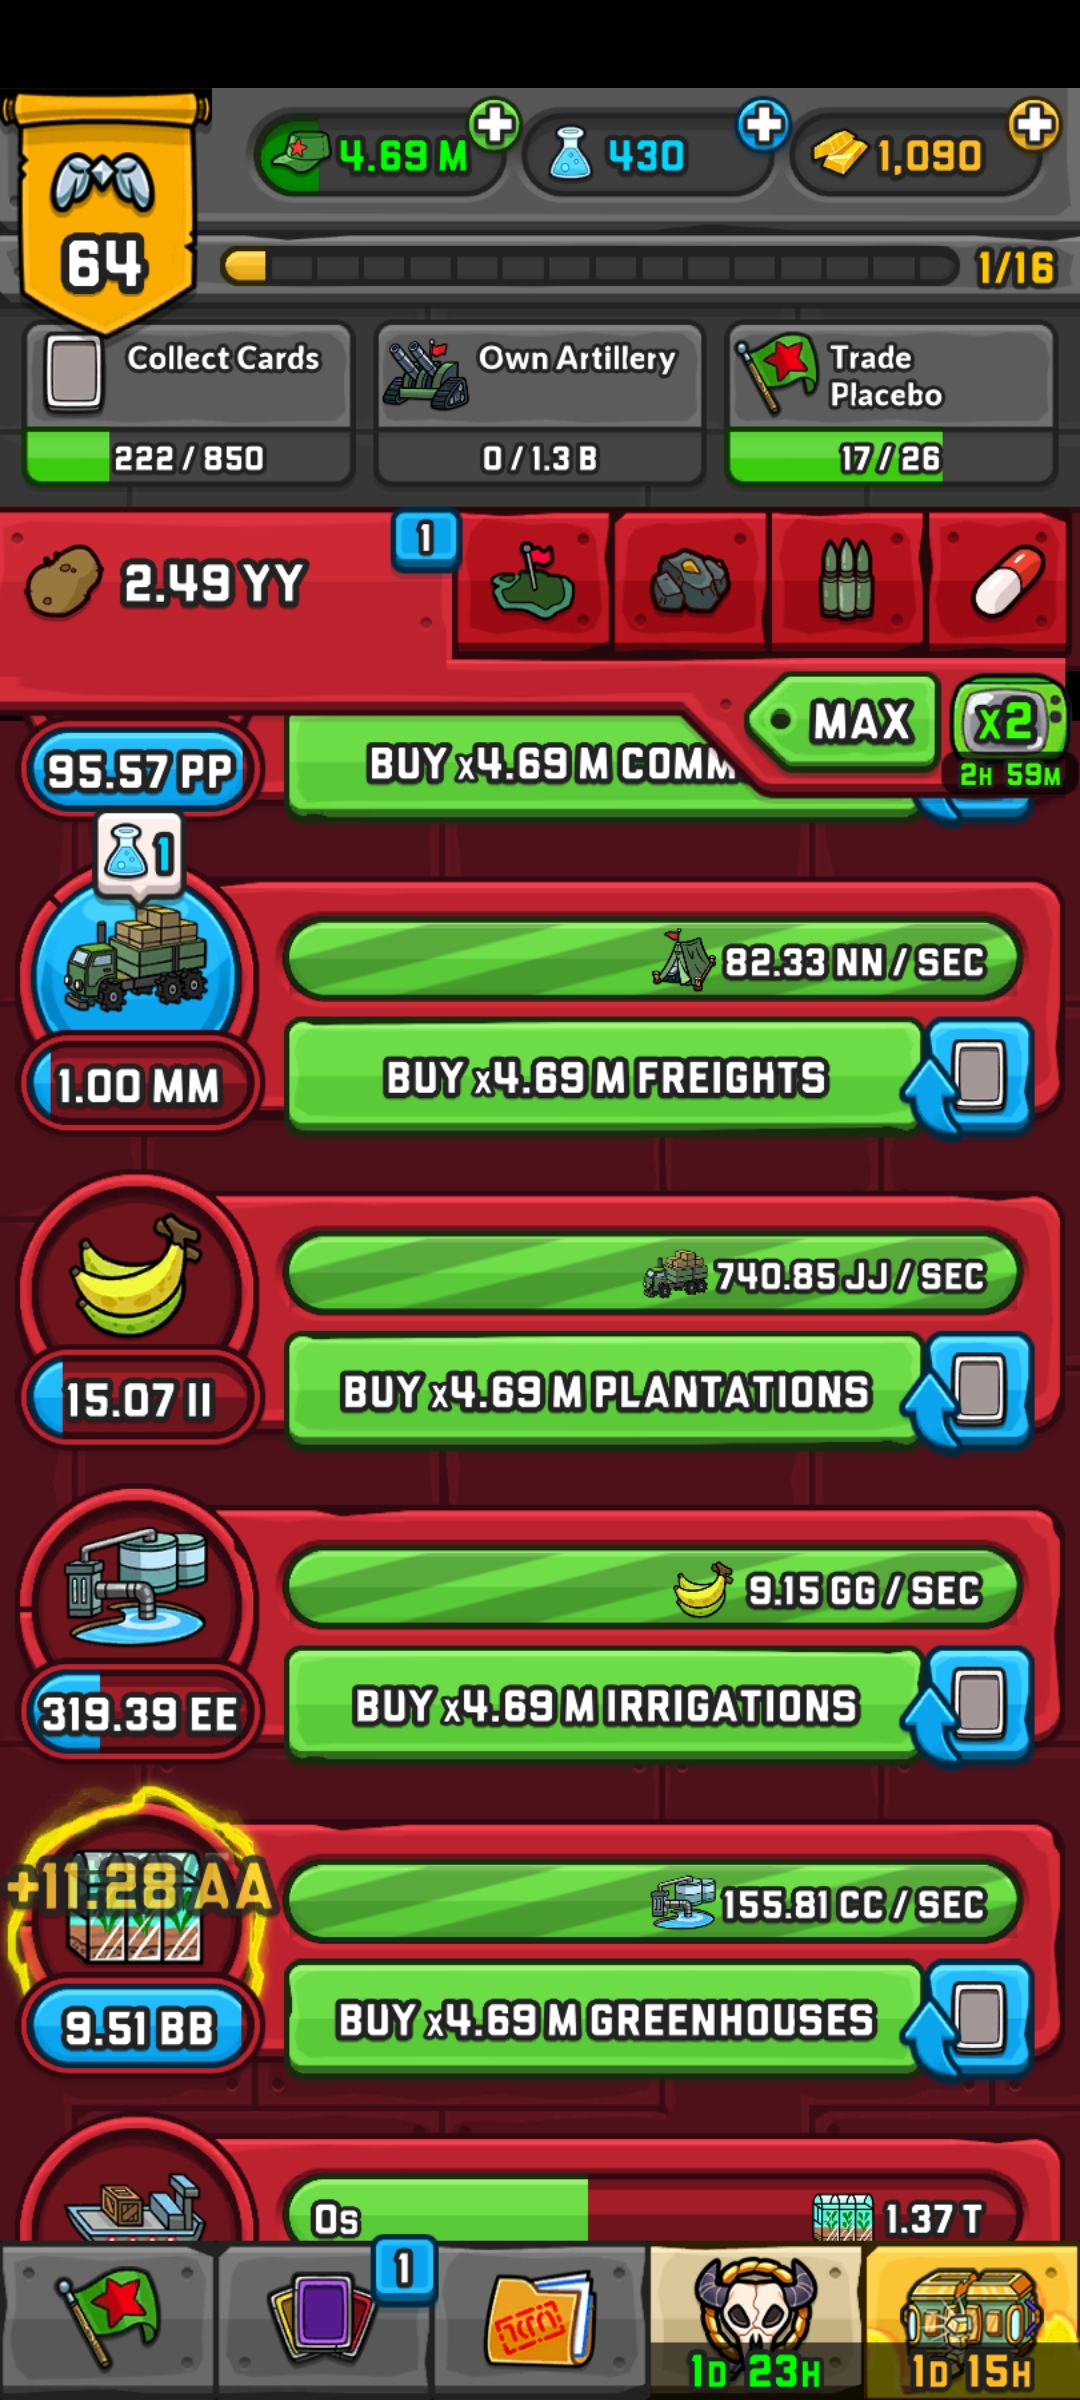 4.69 M
430
1,090
64
1/16
Collect Cards
222 / 850
Own Artillery
0 / 1.3 B
Trade
Placebo
17 / 26
2.49 YY
1
MAX
x2
2H 59M
95.57 PP
BUY x4.69 M COMM
1
82.33 NN / SEC
1.00 MM
BUY x4.69 M FREIGHTS
740.85 JJ / SEC
15.07 II
BUY x4.69 M PLANTATIONS
9.15 GG / SEC
319.39 EE
BUY x4.69 M IRRIGATIONS
+11.28 AA
155.81 CC / SEC
9.51 BB
BUY x4.69 M GREENHOUSES
0s
1.37 T
1
1D 23H
1D 15H